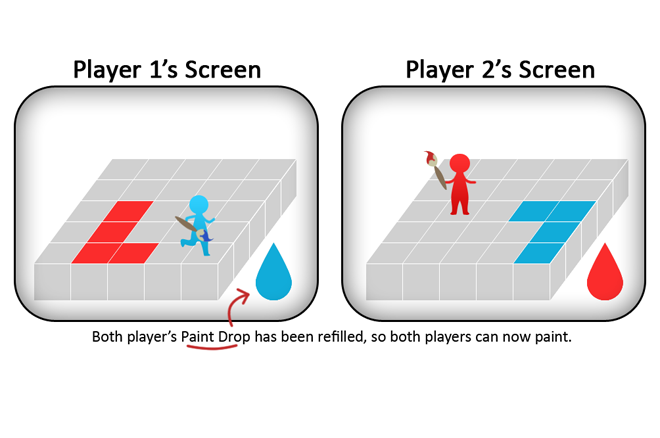 Player 1's Screen
Player 2's Screen
Both player's Paint Drop has been refilled, so both players can now paint.